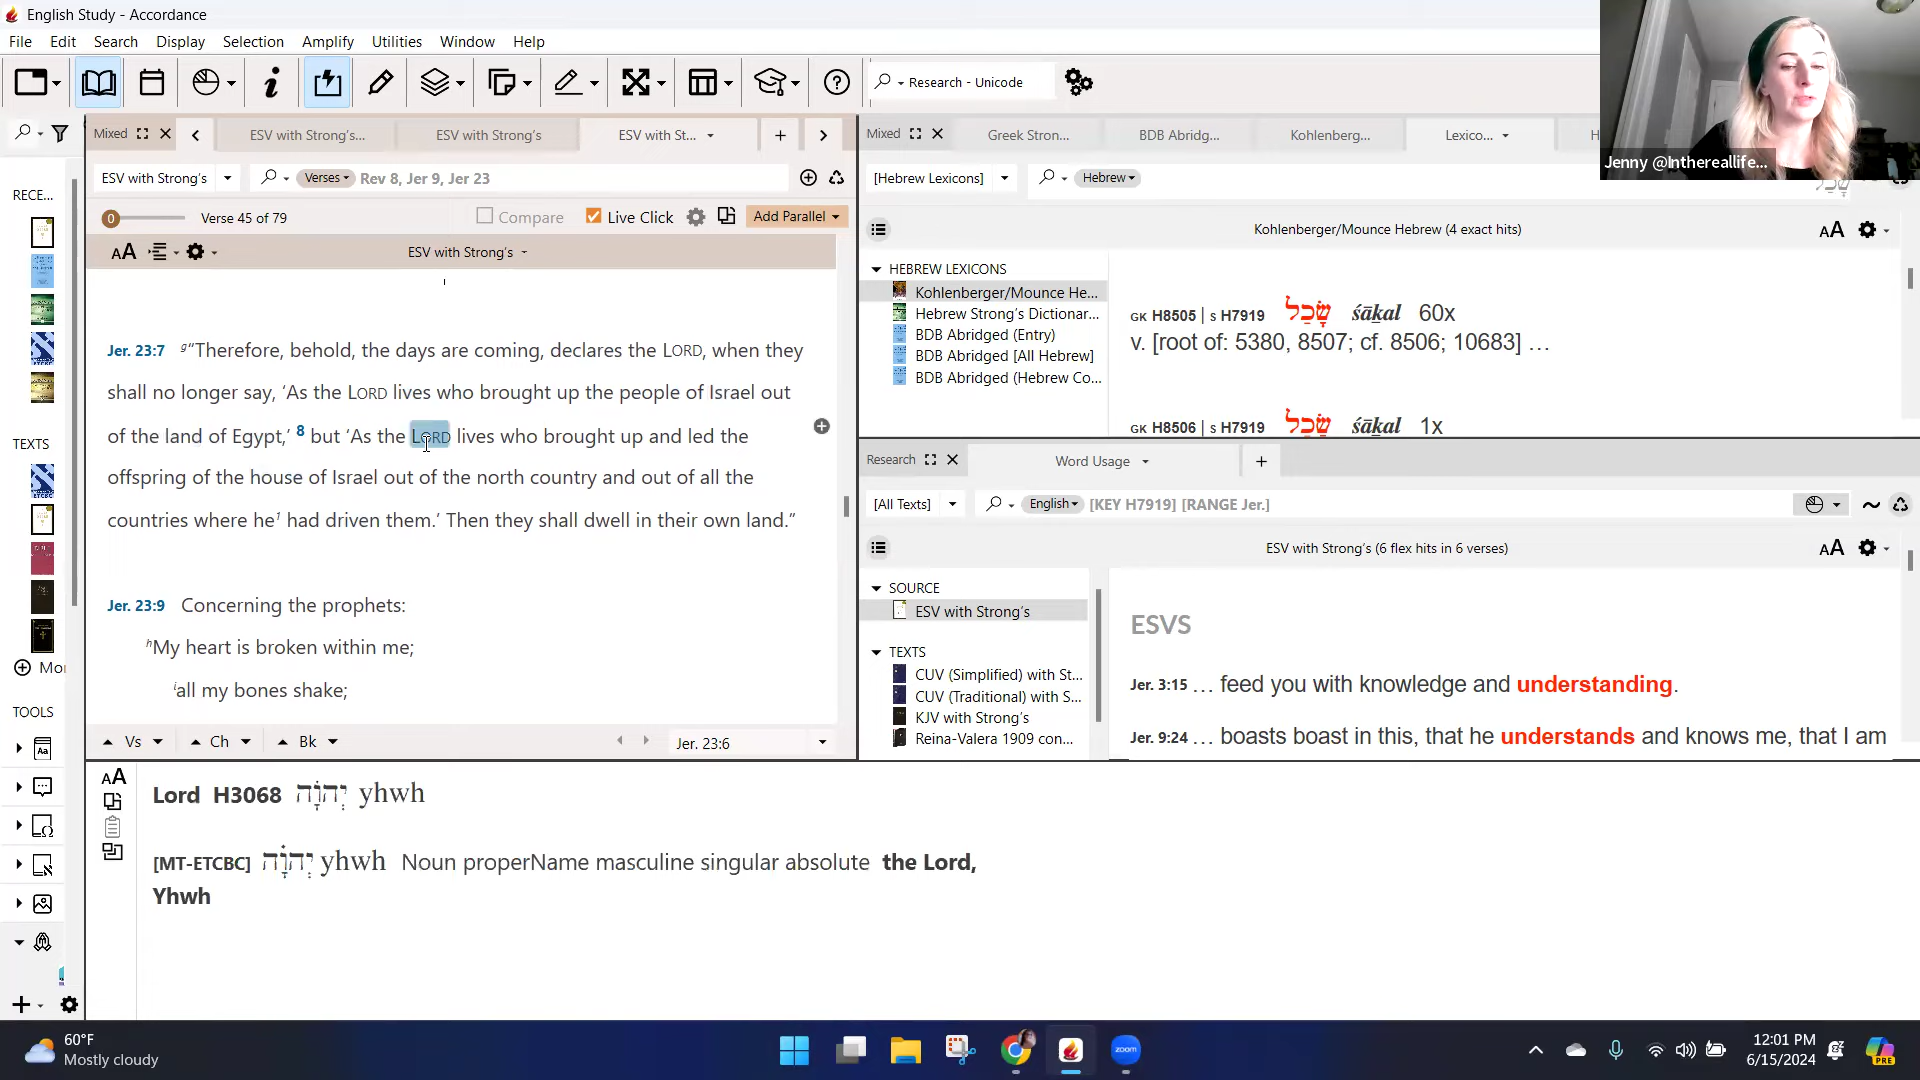 English Study - Accordance
File Edit Search Display Selection Amplify Utilities Window Help
Research - Unicode
Jenny @Inthereallife...
Mixed
ESV with Strong's...
ESV with Strong's
ESV with St...
ESV with Strong's
Verses
Rev 8, Jer 9, Jer 23
0
Verse 45 of 79
Compare
Live Click
Add Parallel
AA
ESV with Strong's
Jer. 23:7 g“Therefore, behold, the days are coming, declares the LORD, when they
shall no longer say, ‘As the LORD lives who brought up the people of Israel out
of the land of Egypt,’ 8 but ‘As the LORD lives who brought up and led the
offspring of the house of Israel out of the north country and out of all the
countries where he1 had driven them.’ Then they shall dwell in their own land.”
Jer. 23:9 Concerning the prophets:
hMy heart is broken within me;
iall my bones shake;
Vs Ch Bk
Jer. 23:6
RECE...
TEXTS
Mor
TOOLS
Mixed
Greek Stron...
BDB Abridg...
Kohlenberg...
Lexico...
H
[Hebrew Lexicons]
Hebrew
Kohlenberger/Mounce Hebrew (4 exact hits)
AA
HEBREW LEXICONS
Kohlenberger/Mounce He...
Hebrew Strong's Dictionar...
BDB Abridged (Entry)
BDB Abridged [All Hebrew]
BDB Abridged (Hebrew Co...
GK H8505 | S H7919 שָׂכַל śāḵal 60x
v. [root of: 5380, 8507; cf. 8506; 10683] …
GK H8506 | S H7919 שָׂכַל śāḵal 1x
Research
Word Usage
[All Texts]
English
[KEY H7919] [RANGE Jer.]
ESV with Strong's (6 flex hits in 6 verses)
AA
SOURCE
ESV with Strong's
TEXTS
CUV (Simplified) with St...
CUV (Traditional) with S...
KJV with Strong's
Reina-Valera 1909 con...
ESVS
Jer. 3:15 … feed you with knowledge and understanding.
Jer. 9:24 … boasts boast in this, that he understands and knows me, that I am
AA
Lord H3068 יְהוָֹה yhwh
[MT-ETCBC] יְהוָֹה yhwh Noun properName masculine singular absolute the Lord,
Yhwh
60°F
Mostly cloudy
zoom
12:01 PM
6/15/2024
PRE